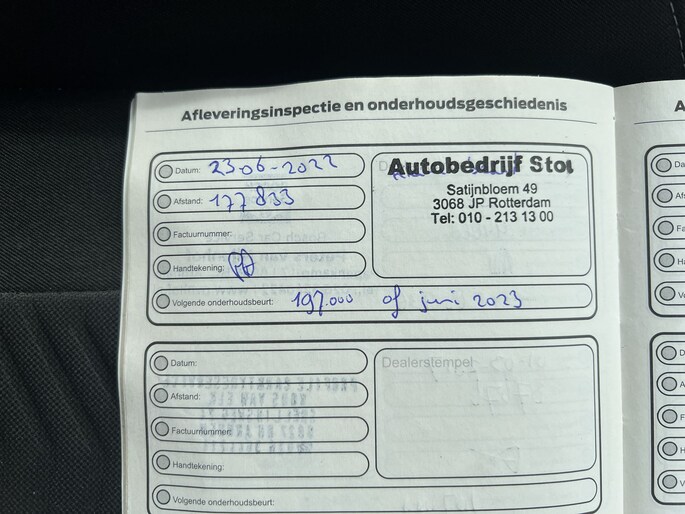 Afleveringsinspectie en onderhoudsgeschiedenis
Datum: 23-06-2022
Afstand: 177833
Factuurnummer:
Handtekening:
Autobedrijf
Satijnbloem 49
3068 JP Rotterdam
Tel: 010 - 213 13 00
Volgende onderhoudsbeurt: 197.000 of juni 2023
Datum:
Afstand:
Factuurnummer:
Handtekening:
Dealerstempel
Volgende onderhoudsbeurt: